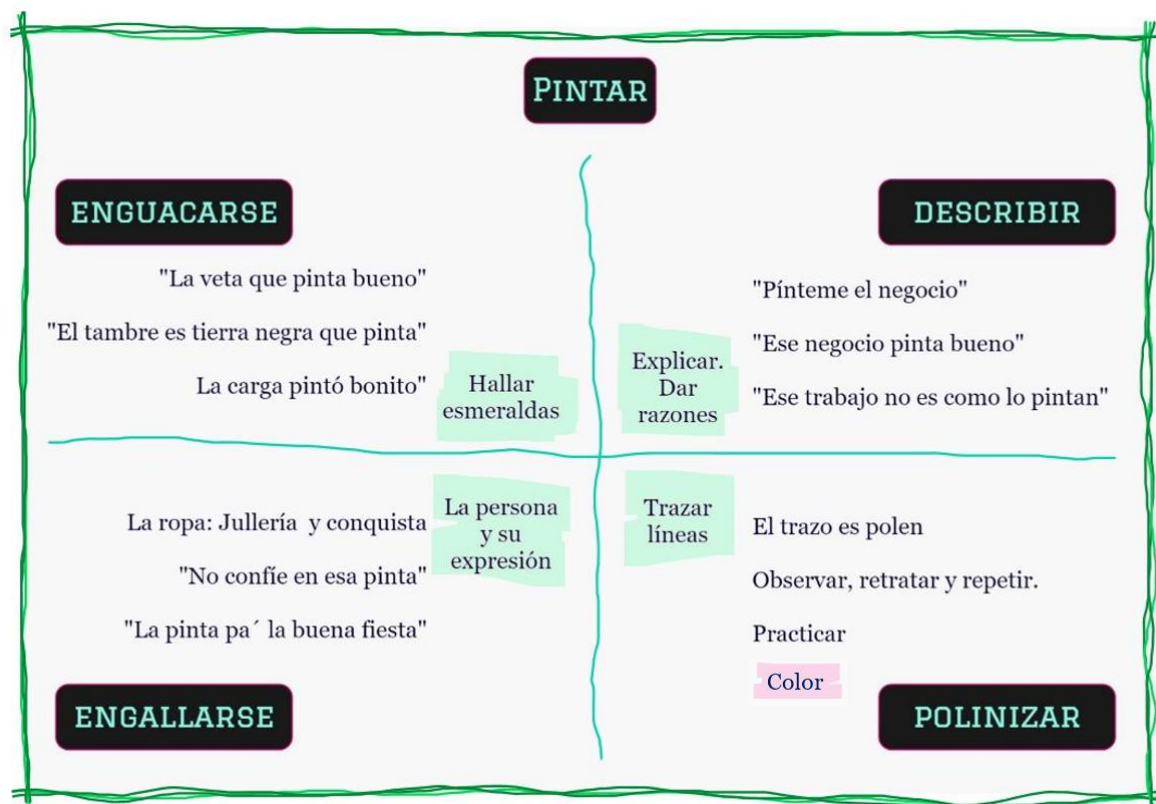 PINTAR
ENGUACARSE
"La veta que pinta bueno"
"El tambre es tierra negra que pinta"
La carga pintó bonito"
Hallar
esmeraldas
DESCRIBIR
"Pínteme el negocio"
"Ese negocio pinta bueno"
"Ese trabajo no es como lo pintan"
Explicar.
Dar
razones
La ropa: Jullería y conquista
"No confíe en esa pinta"
"La pinta pa´ la buena fiesta"
La persona
y su
expresión
ENGALLARSE
Trazar
líneas
El trazo es polen
Observar, retratar y repetir.
Practicar
Color
POLINIZAR